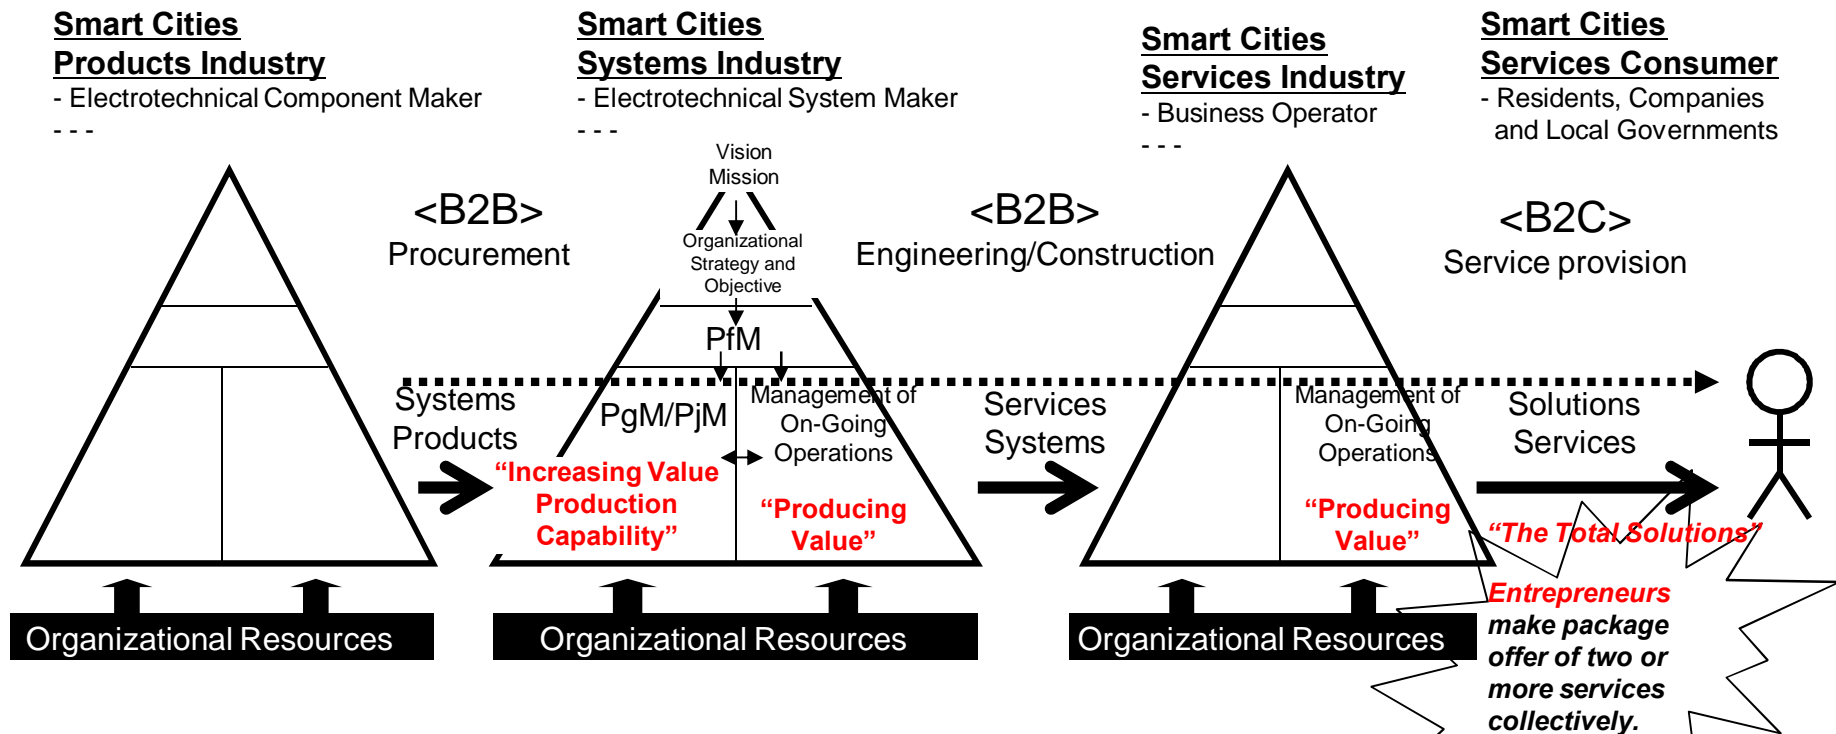 Smart Cities
Products Industry
- Electrotechnical Component Maker
- - -
Smart Cities
Systems Industry
- Electrotechnical System Maker
- - -
Smart Cities
Services Industry
- Business Operator
- - -
Smart Cities
Services Consumer
- Residents, Companies
and Local Governments
<B2B>
Procurement
Vision
Mission
Organizational
Strategy and
Objective
PfM
PgM/PjM
Management of
On-Going
Operations
“Increasing Value
Production
Capability”
“Producing
Value”
<B2B>
Engineering/Construction
<B2C>
Service provision
Systems
Products
Services
Systems
Management of
On-Going
Operations
“Producing
Value”
Solutions
Services
“The Total Solutions”
Entrepreneurs
make package
offer of two or
more services
collectively.
Organizational Resources
Organizational Resources
Organizational Resources